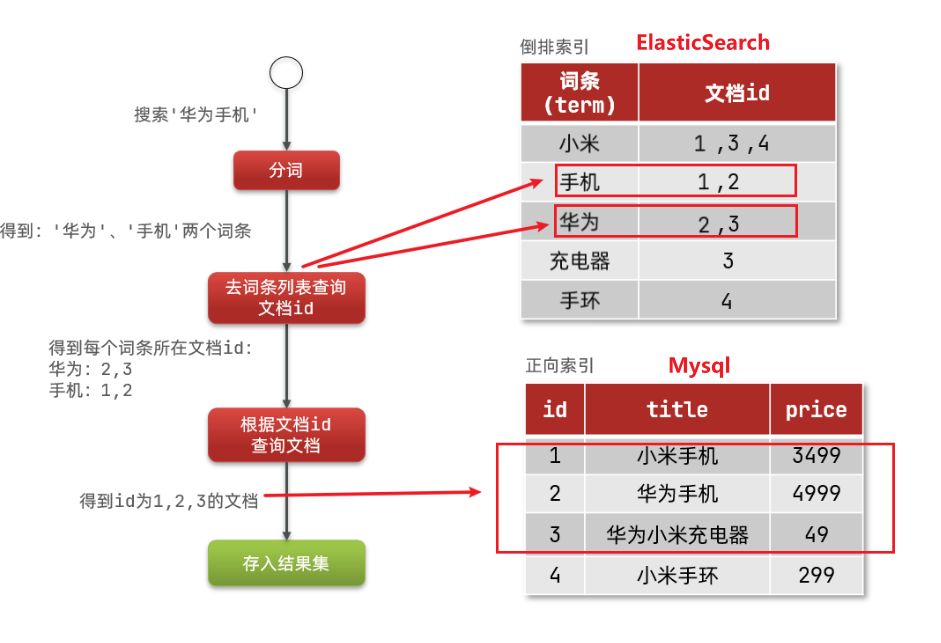 搜索'华为手机'
分词
得到：'华为'、'手机'两个词条
去词条列表查询
文档id
得到每个词条所在文档id：
华为：2,3
手机：1,2
根据文档id
查询文档
得到id为1,2,3的文档
存入结果集
倒排索引 ElasticSearch
词条
(term) 文档id
小米 1 ,3 ,4
手机 1 ,2
华为 2 ,3
充电器 3
手环 4
正向索引 Mysql
id title price
1 小米手机 3499
2 华为手机 4999
3 华为小米充电器 49
4 小米手环 299